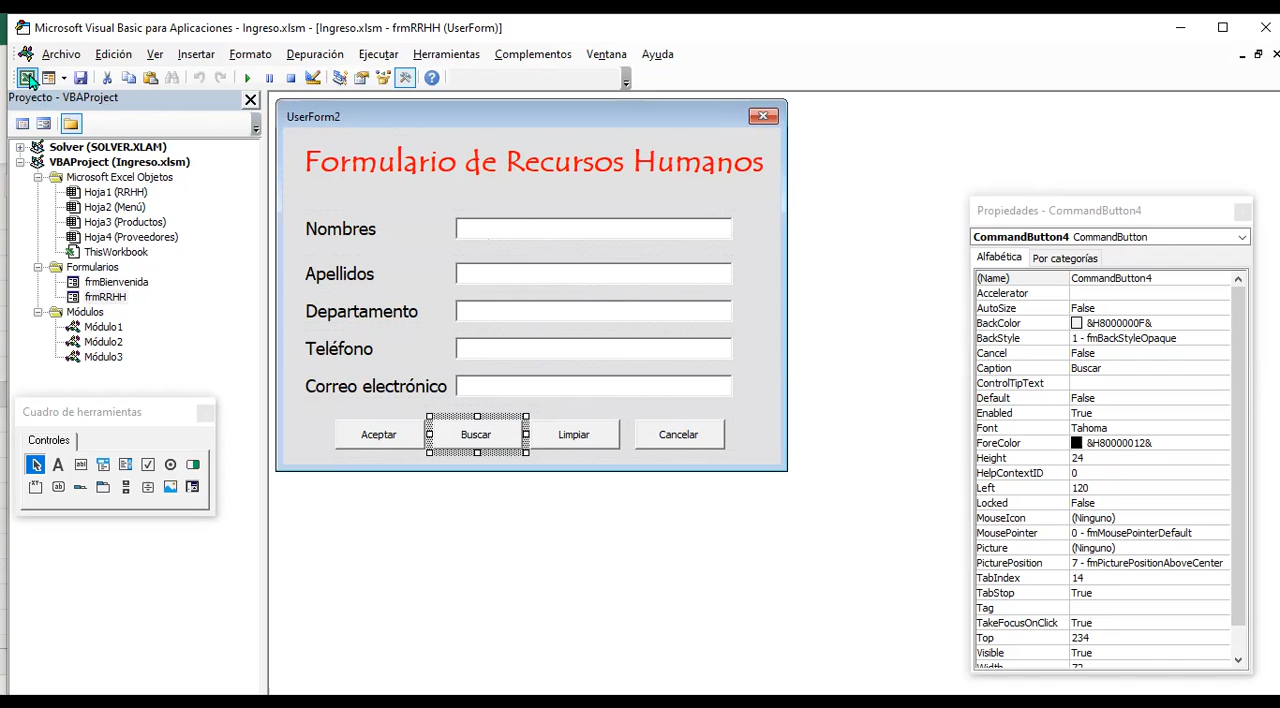 Microsoft Visual Basic para Aplicaciones - Ingreso.xlsm - [Ingreso.xlsm - frmRRHH (UserForm)]
Archivo Edición Ver Insertar Formato Depuración Ejecutar Herramientas Complementos Ventana Ayuda
Proyecto - VBAProject
Solver (SOLVER.XLAM)
VBAProject (Ingreso.xlsm)
Microsoft Excel Objetos
Hoja1 (RRHH)
Hoja2 (Menú)
Hoja3 (Productos)
Hoja4 (Proveedores)
ThisWorkbook
Formularios
frmBienvenida
frmRRHH
Módulos
Módulo1
Módulo2
Módulo3
Cuadro de herramientas
Controles
UserForm2
Formulario de Recursos Humanos
Nombres
Apellidos
Departamento
Teléfono
Correo electrónico
Aceptar Buscar Limpiar Cancelar
Propiedades - CommandButton4
CommandButton4 CommandButton
Alfabética Por categorías
(Name) CommandButton4
Accelerator
AutoSize False
BackColor &H8000000F&
BackStyle 1 - fmBackStyleOpaque
Cancel False
Caption Buscar
ControlTipText
Default False
Enabled True
Font Tahoma
ForeColor &H80000012&
Height 24
HelpContextID 0
Left 120
Locked False
MouseIcon (Ninguno)
MousePointer 0 - fmMousePointerDefault
Picture (Ninguno)
PicturePosition 7 - fmPicturePositionAboveCenter
TabIndex 14
TabStop True
Tag
TakeFocusOnClick True
Top 234
Visible True
Width 72